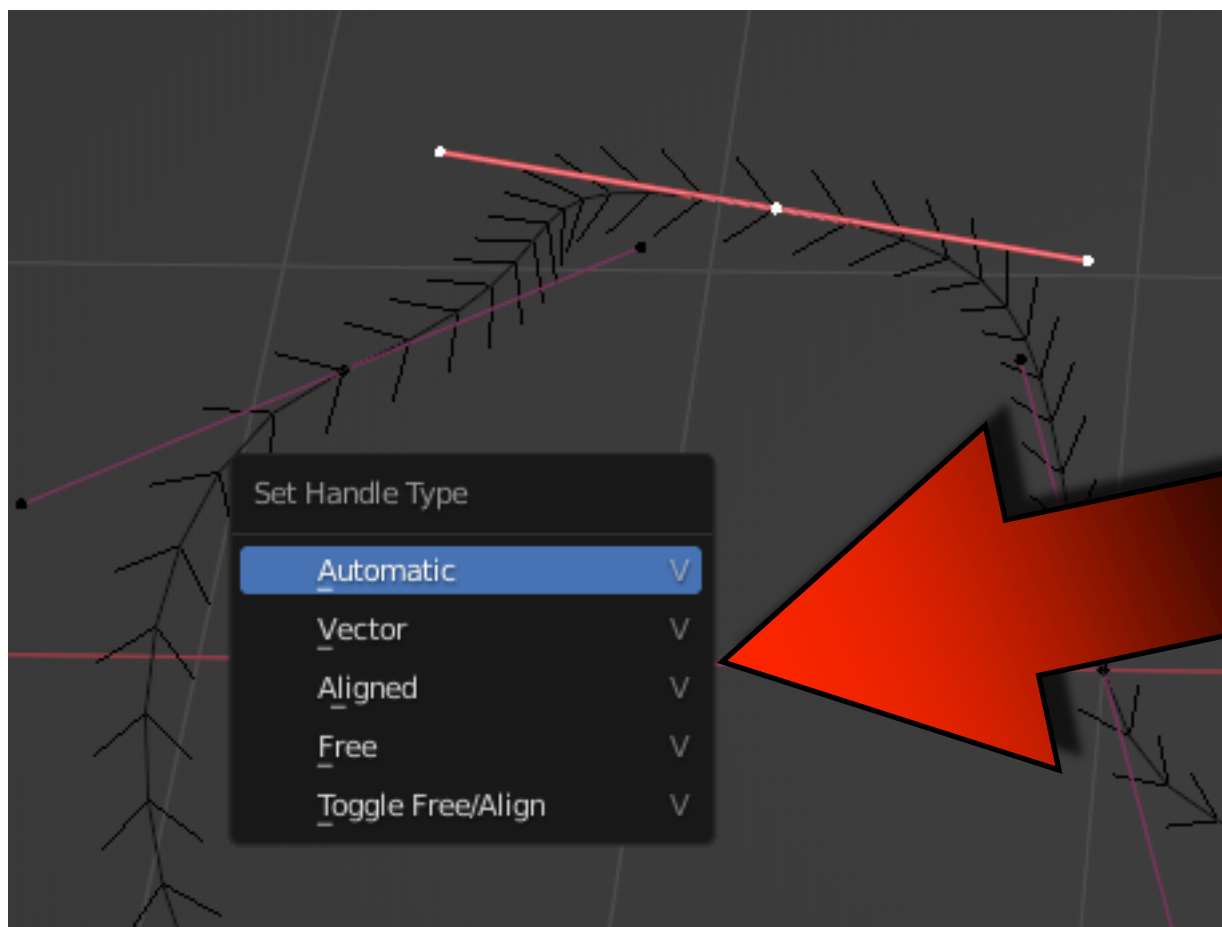 Set Handle Type
Automatic V
Vector V
Aligned V
Free V
Toggle Free/Align V